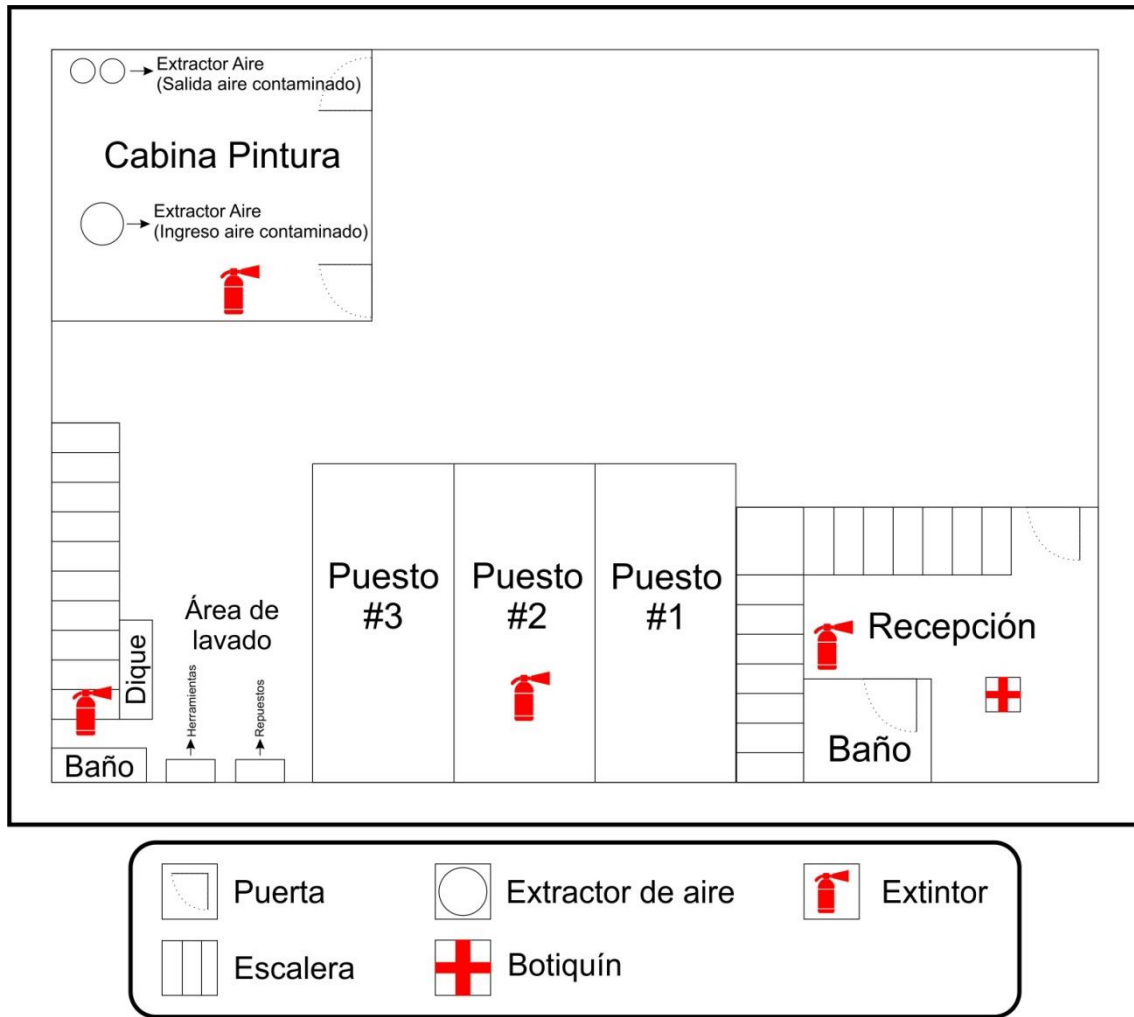 Extractor Aire
(Salida aire contaminado)
Cabina Pintura
Extractor Aire
(Ingreso aire contaminado)
Puesto
#3
Puesto
#2
Puesto
#1
Área de
lavado
Dique
Herramientas
Repuestos
Baño
Recepción
Baño
Puerta
Extractor de aire
Extintor
Escalera
Botiquín